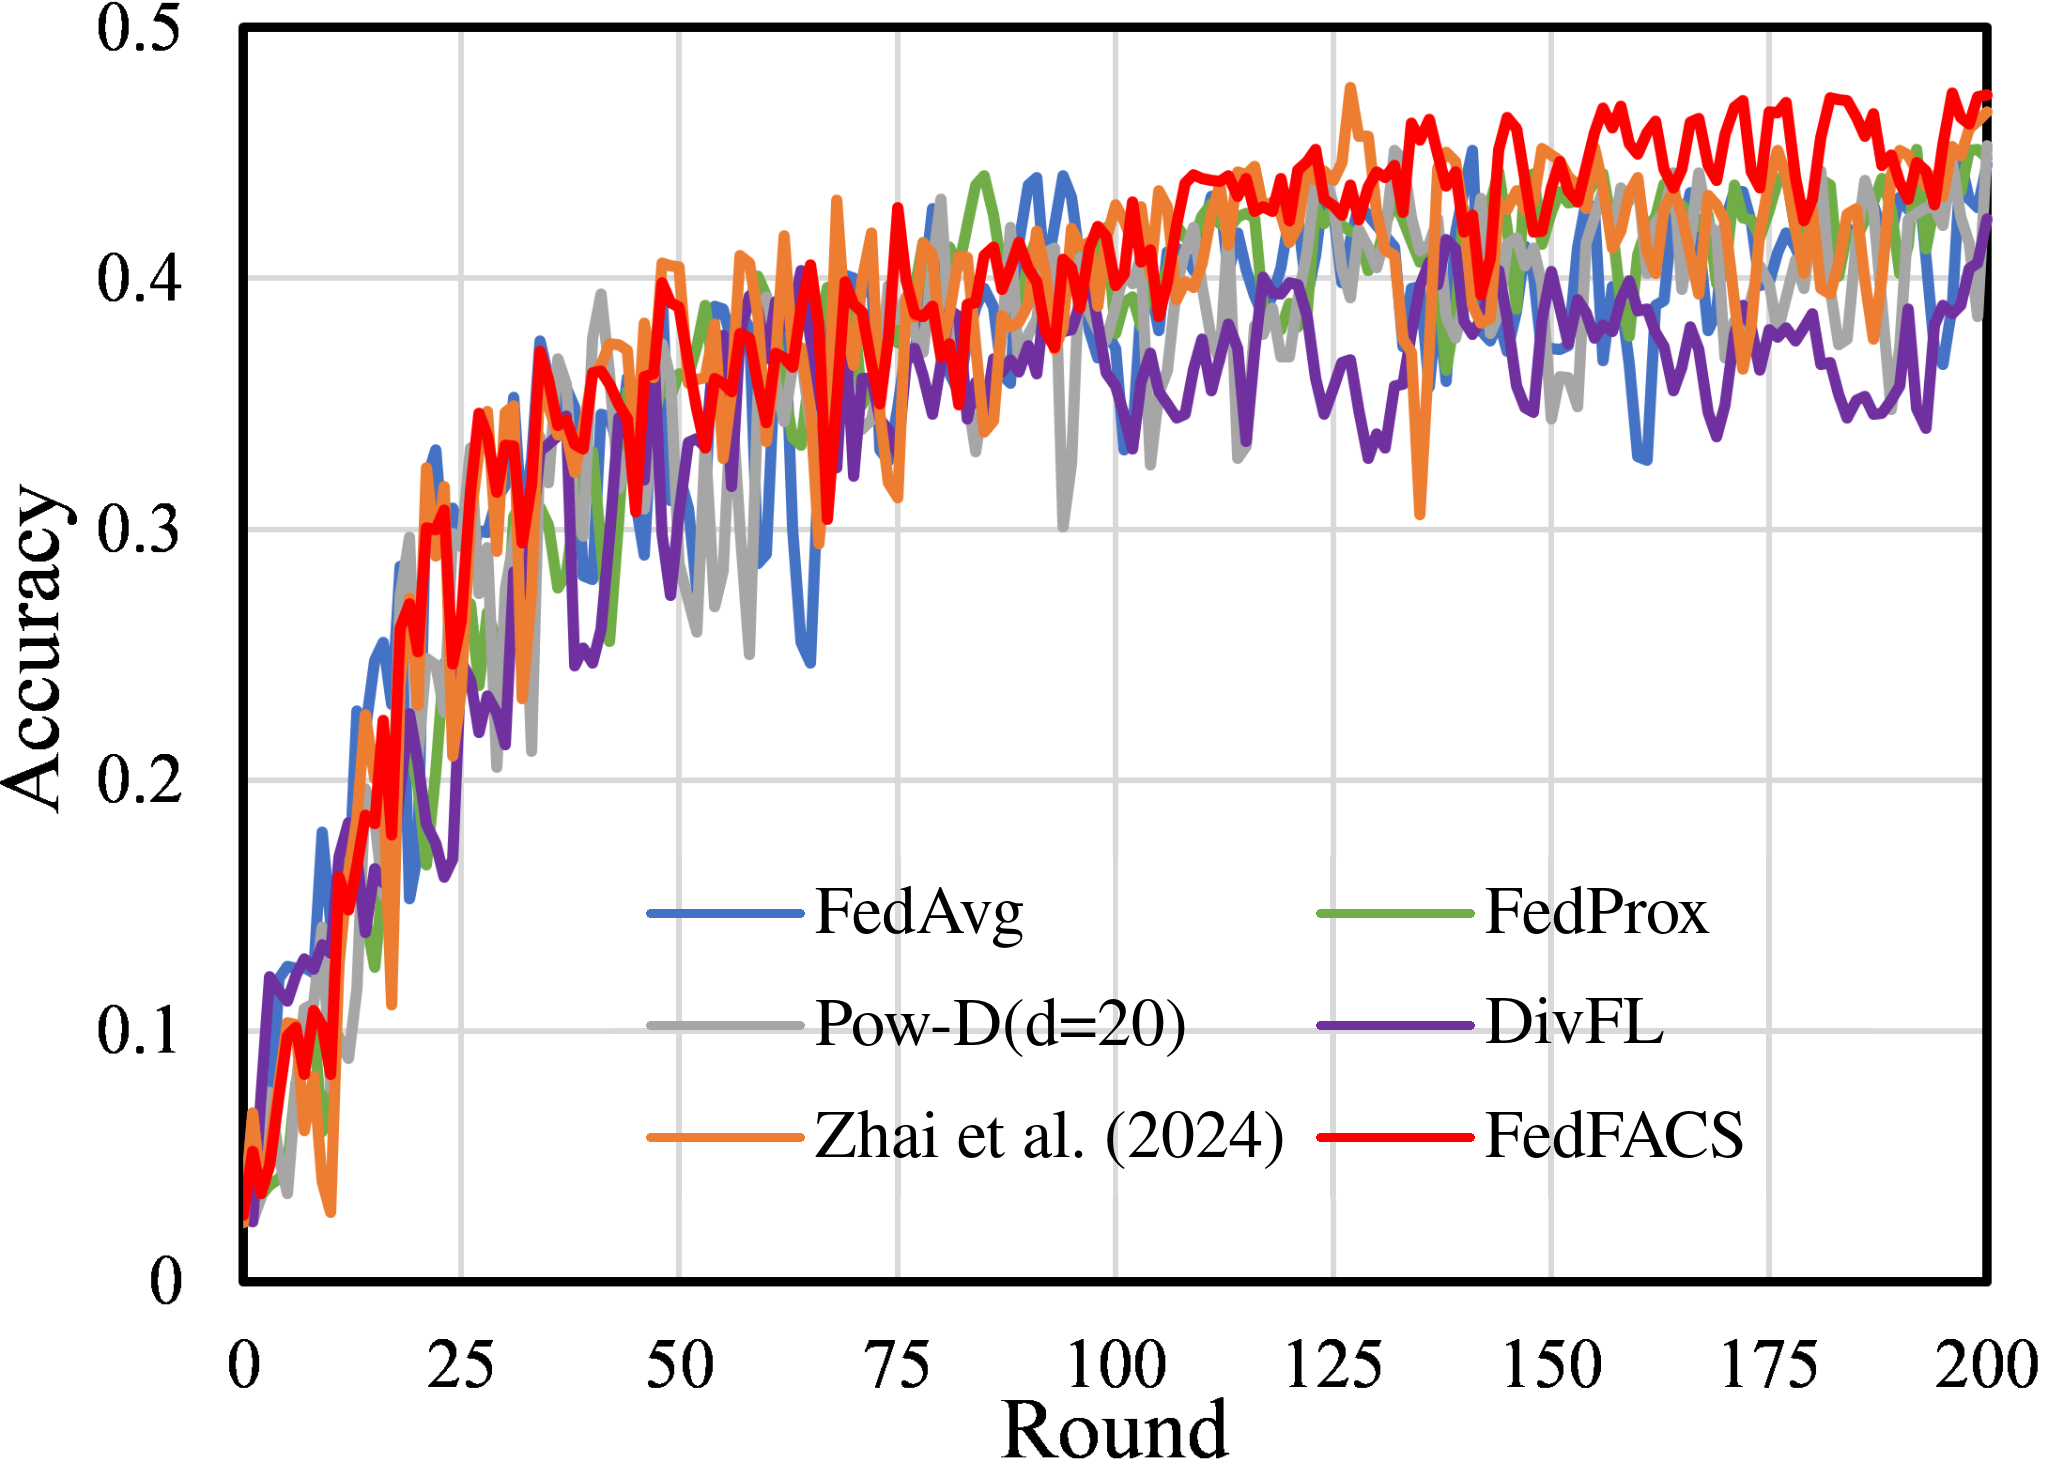 0.5
0.4
0.3
0.2
0.1
0
Accuracy
FedAvg
FedProx
Pow-D(d=20)
DivFL
Zhai et al. (2024)
FedFACS
0 25 50 75 100 125 150 175 200
Round